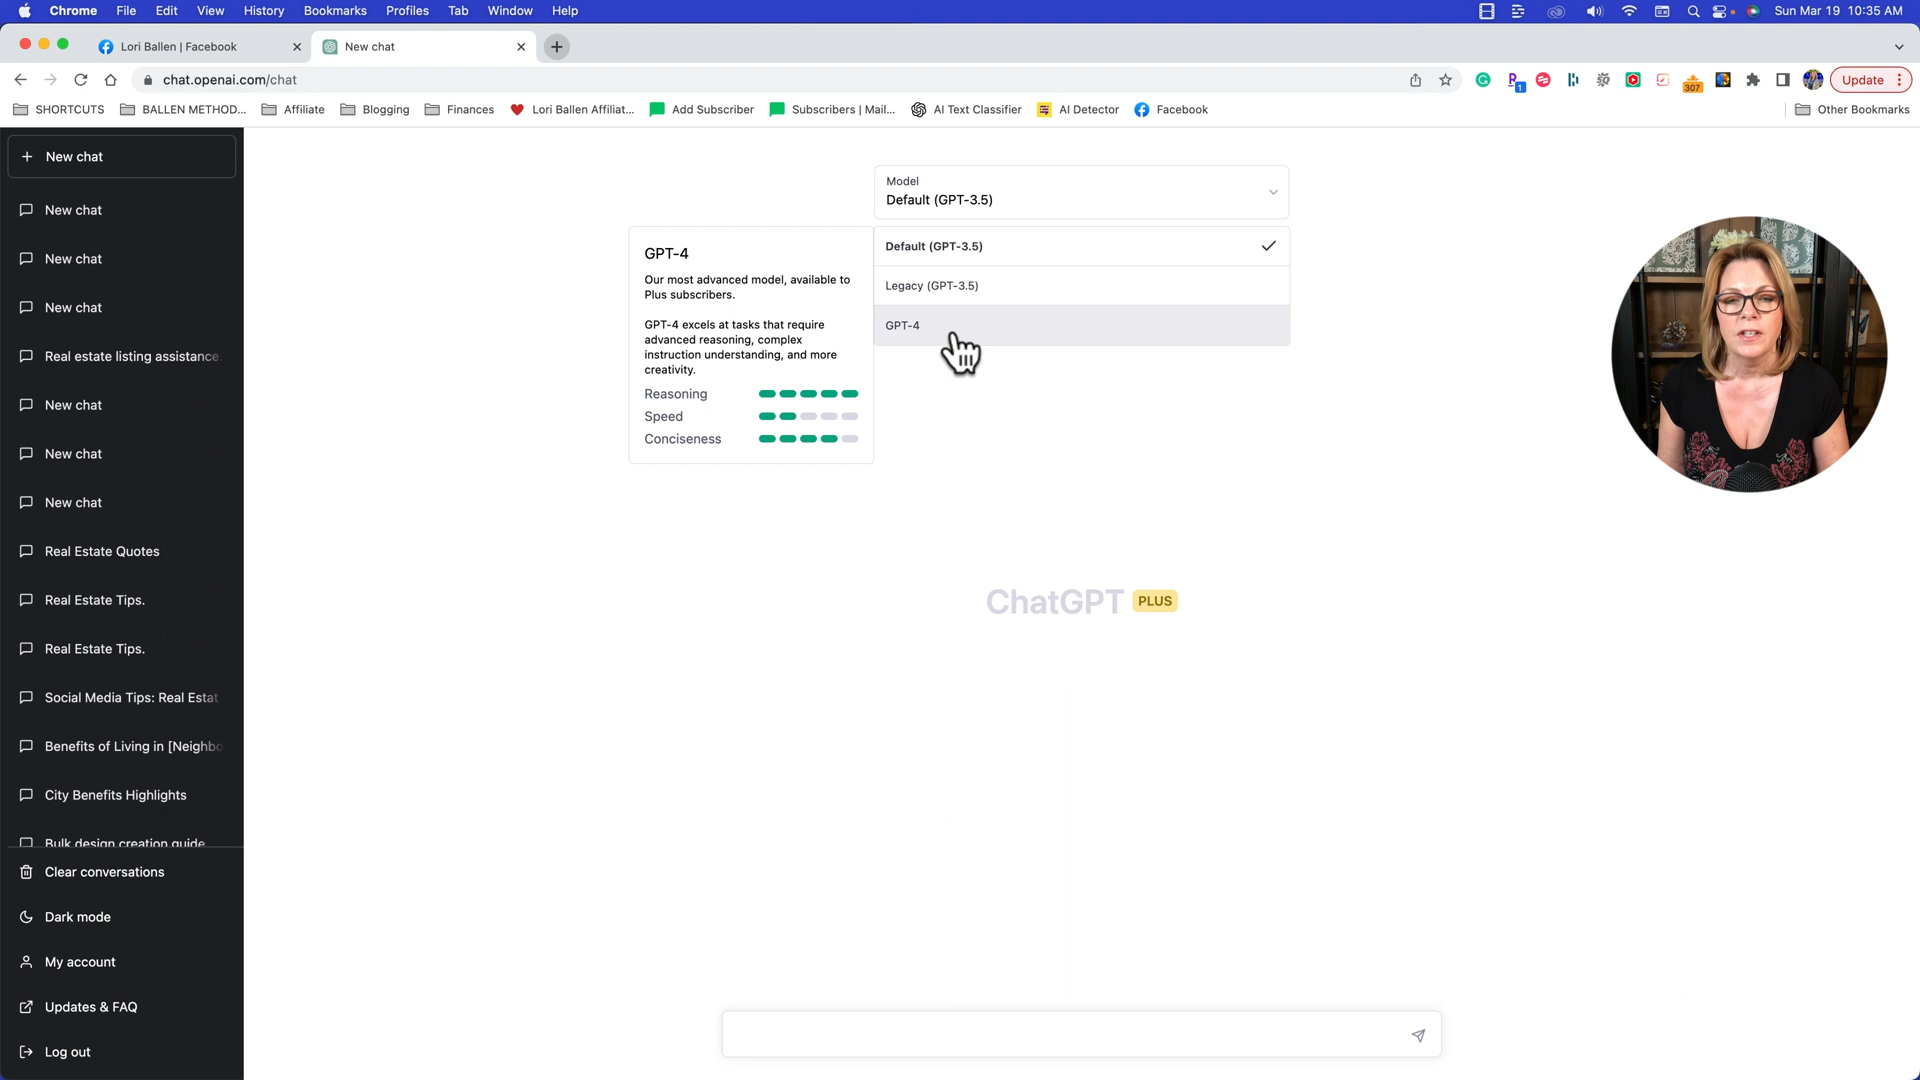 Chrome File Edit View History Bookmarks Profiles Tab Window Help Sun Mar 19 10:35 AM
Lori Ballen | Facebook
New chat
chat.openai.com/chat
1
307
Update
SHORTCUTS
BALLEN METHOD...
Affiliate
Blogging
Finances
Lori Ballen Affiliat...
Add Subscriber
Subscribers | Mail...
AI Text Classifier
AI Detector
Facebook
Other Bookmarks
New chat
New chat
New chat
New chat
Real estate listing assistance.
New chat
New chat
New chat
Real Estate Quotes
Real Estate Tips.
Real Estate Tips.
Social Media Tips: Real Estat
Benefits of Living in [Neighbo
City Benefits Highlights
Bulk design creation guide
Clear conversations
Dark mode
My account
Updates & FAQ
Log out
Model
Default (GPT-3.5)
Default (GPT-3.5)
Legacy (GPT-3.5)
GPT-4
GPT-4
Our most advanced model, available to
Plus subscribers.
GPT-4 excels at tasks that require
advanced reasoning, complex
instruction understanding, and more
creativity.
Reasoning
Speed
Conciseness
ChatGPT PLUS